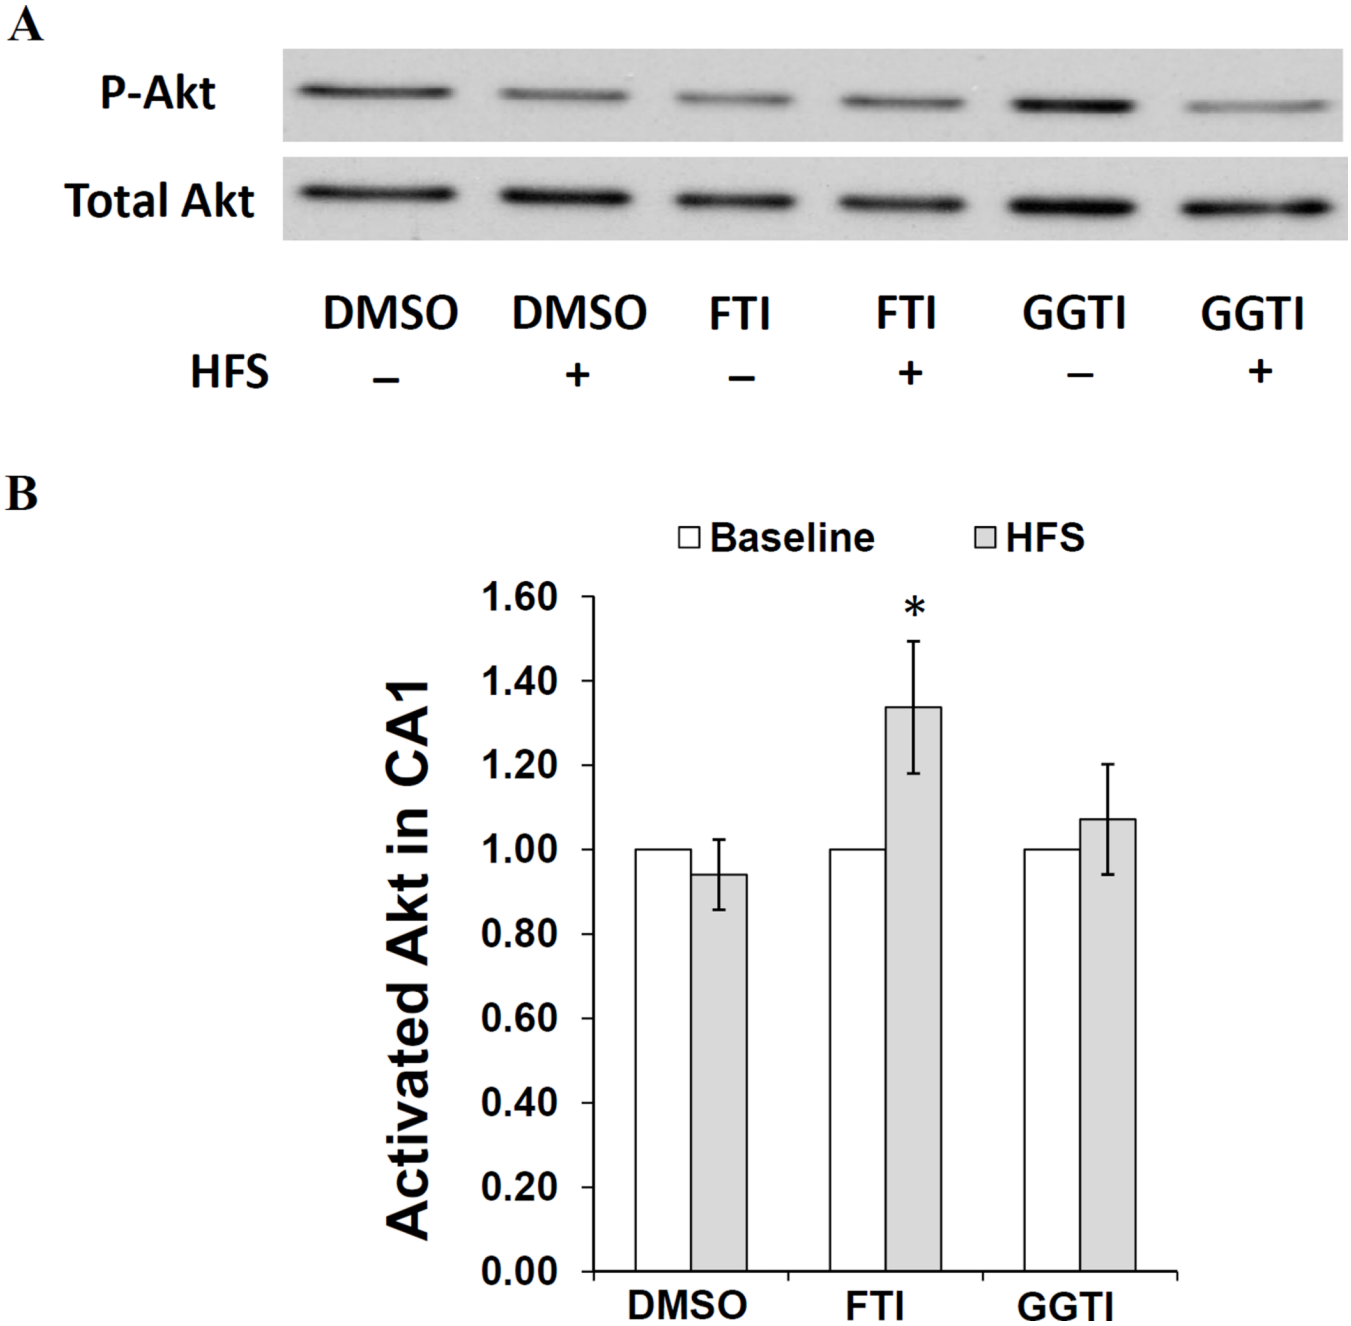 A
P-Akt
Total Akt
DMSO DMSO FTI FTI GGTI GGTI
HFS – + – + – +
B
Baseline HFS
1.60
*
1.40
1.20
1.00
0.80
0.60
0.40
0.20
0.00
Activated Akt in CA1
DMSO FTI GGTI